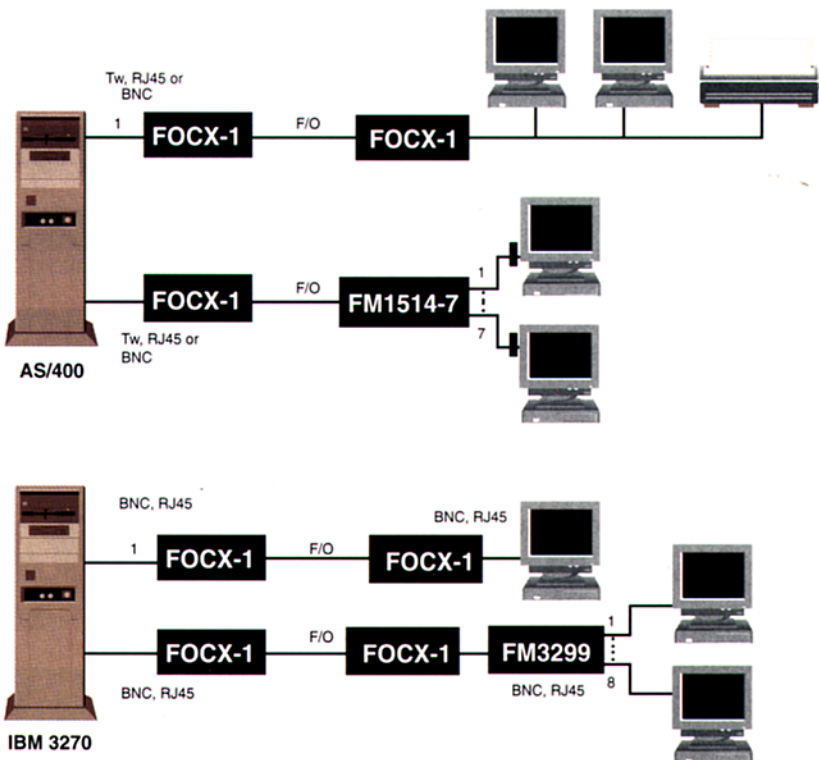 Tw, RJ45 or
BNC
1
FOCX-1
F/O
FOCX-1
FOCX-1
F/O
FM1514-7
1
7
Tw, RJ45 or
BNC
AS/400
BNC, RJ45
1
FOCX-1
F/O
FOCX-1
BNC, RJ45
FOCX-1
F/O
FOCX-1
FM3299
1
8
BNC, RJ45
BNC, RJ45
IBM 3270